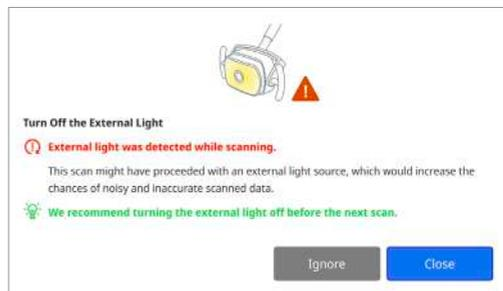 Turn Off the External Light
External light was detected while scanning.
This scan might have proceeded with an external light source, which would increase the
chances of noisy and inaccurate scanned data.
We recommend turning the external light off before the next scan.
Ignore
Close